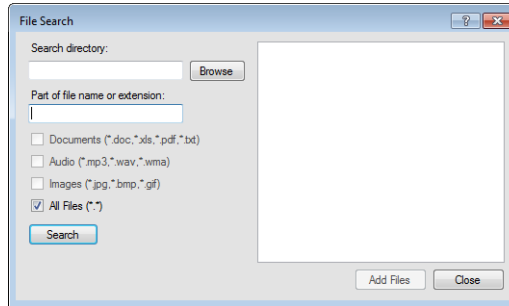 File Search
Search directory:
Browse
Part of file name or extension:
Documents (*.doc,*.xls,*.pdf,*.txt)
Audio (*.mp3,*.wav,*.wma)
Images (*.jpg,*.bmp,*.gif)
All Files (*.*)
Search
Add Files Close